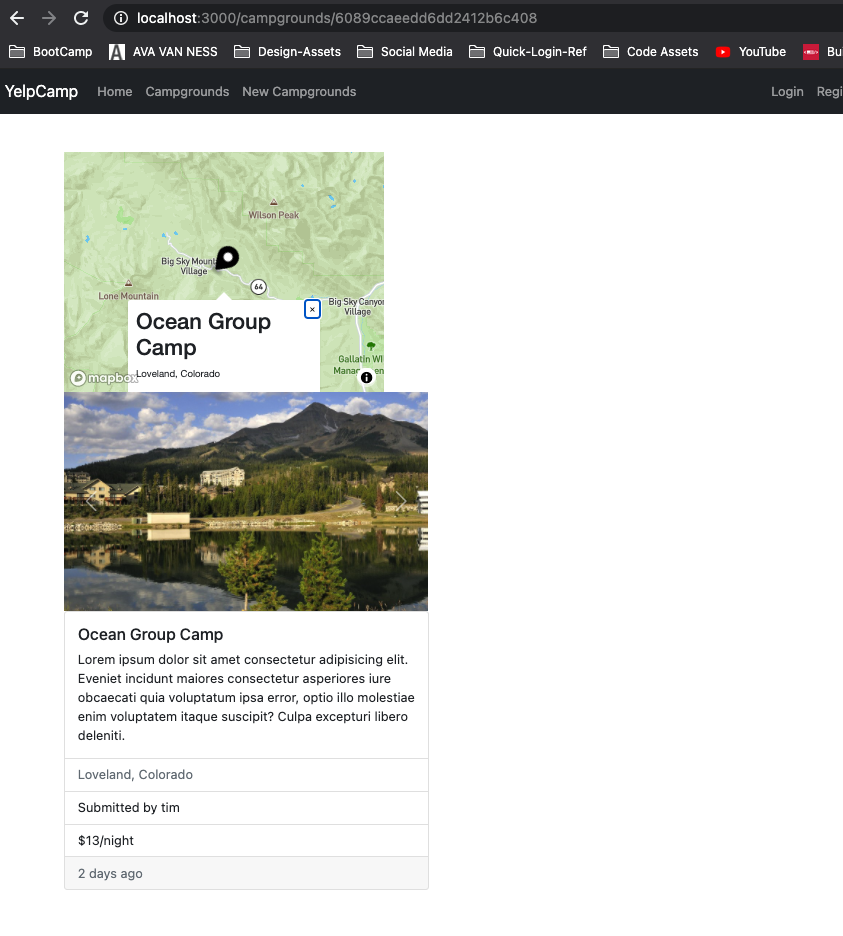 localhost:3000/campgrounds/6089ccaeedd6dd2412b6c408
BootCamp AVA VAN NESS Design-Assets Social Media Quick-Login-Ref Code Assets YouTube
YelpCamp Home Campgrounds New Campgrounds Login Regi
Wilson Peak
Big Sky Mount
Village
64
Lone Mountain
Big Sky Canyon
Village
Ocean Group
Camp
×
Loveland, Colorado
Gallatin Wl
Managemen
mapbox
Ocean Group Camp
Lorem ipsum dolor sit amet consectetur adipisicing elit.
Eveniet incidunt maiores consectetur asperiores iure
obcaecati quia voluptatum ipsa error, optio illo molestiae
enim voluptatem itaque suscipit? Culpa excepturi libero
deleniti.
Loveland, Colorado
Submitted by tim
$13/night
2 days ago